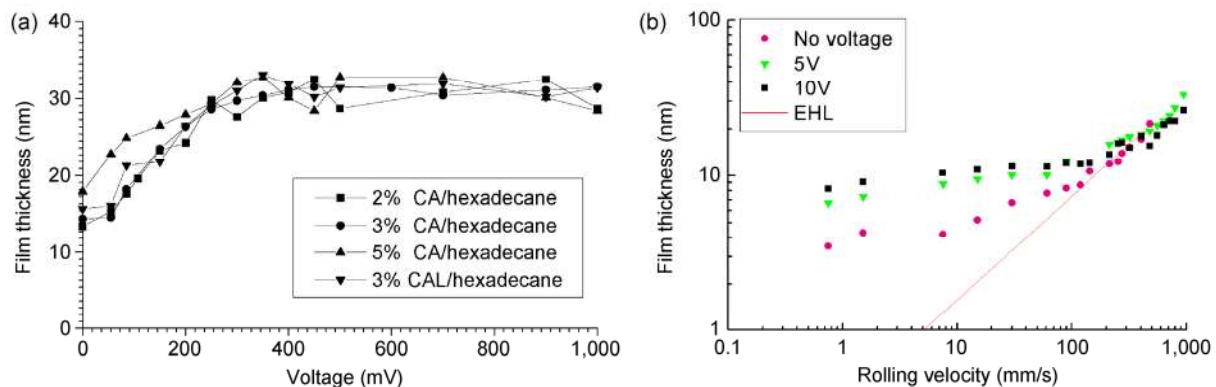 (a)
40
30
20
10
0
Film thickness (nm)
0 200 400 600 800 1,000
Voltage (mV)
2% CA/hexadecane
3% CA/hexadecane
5% CA/hexadecane
3% CAL/hexadecane
(b)
100
10
1
Film thickness (nm)
0.1 1 10 100 1,000
Rolling velocity (mm/s)
No voltage
5V
10V
EHL